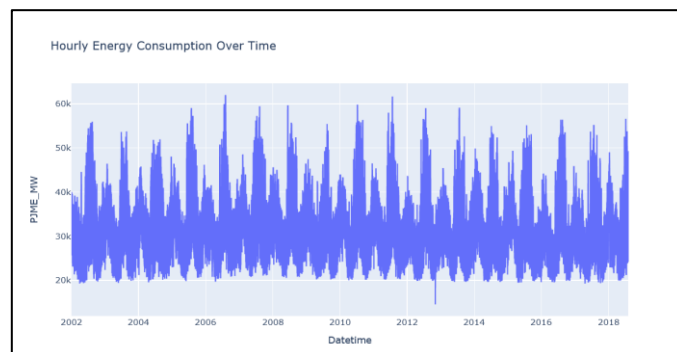 Hourly Energy Consumption Over Time
60k
50k
40k
30k
20k
PJME_MW
2002 2004 2006 2008 2010 2012 2014 2016 2018
Datetime